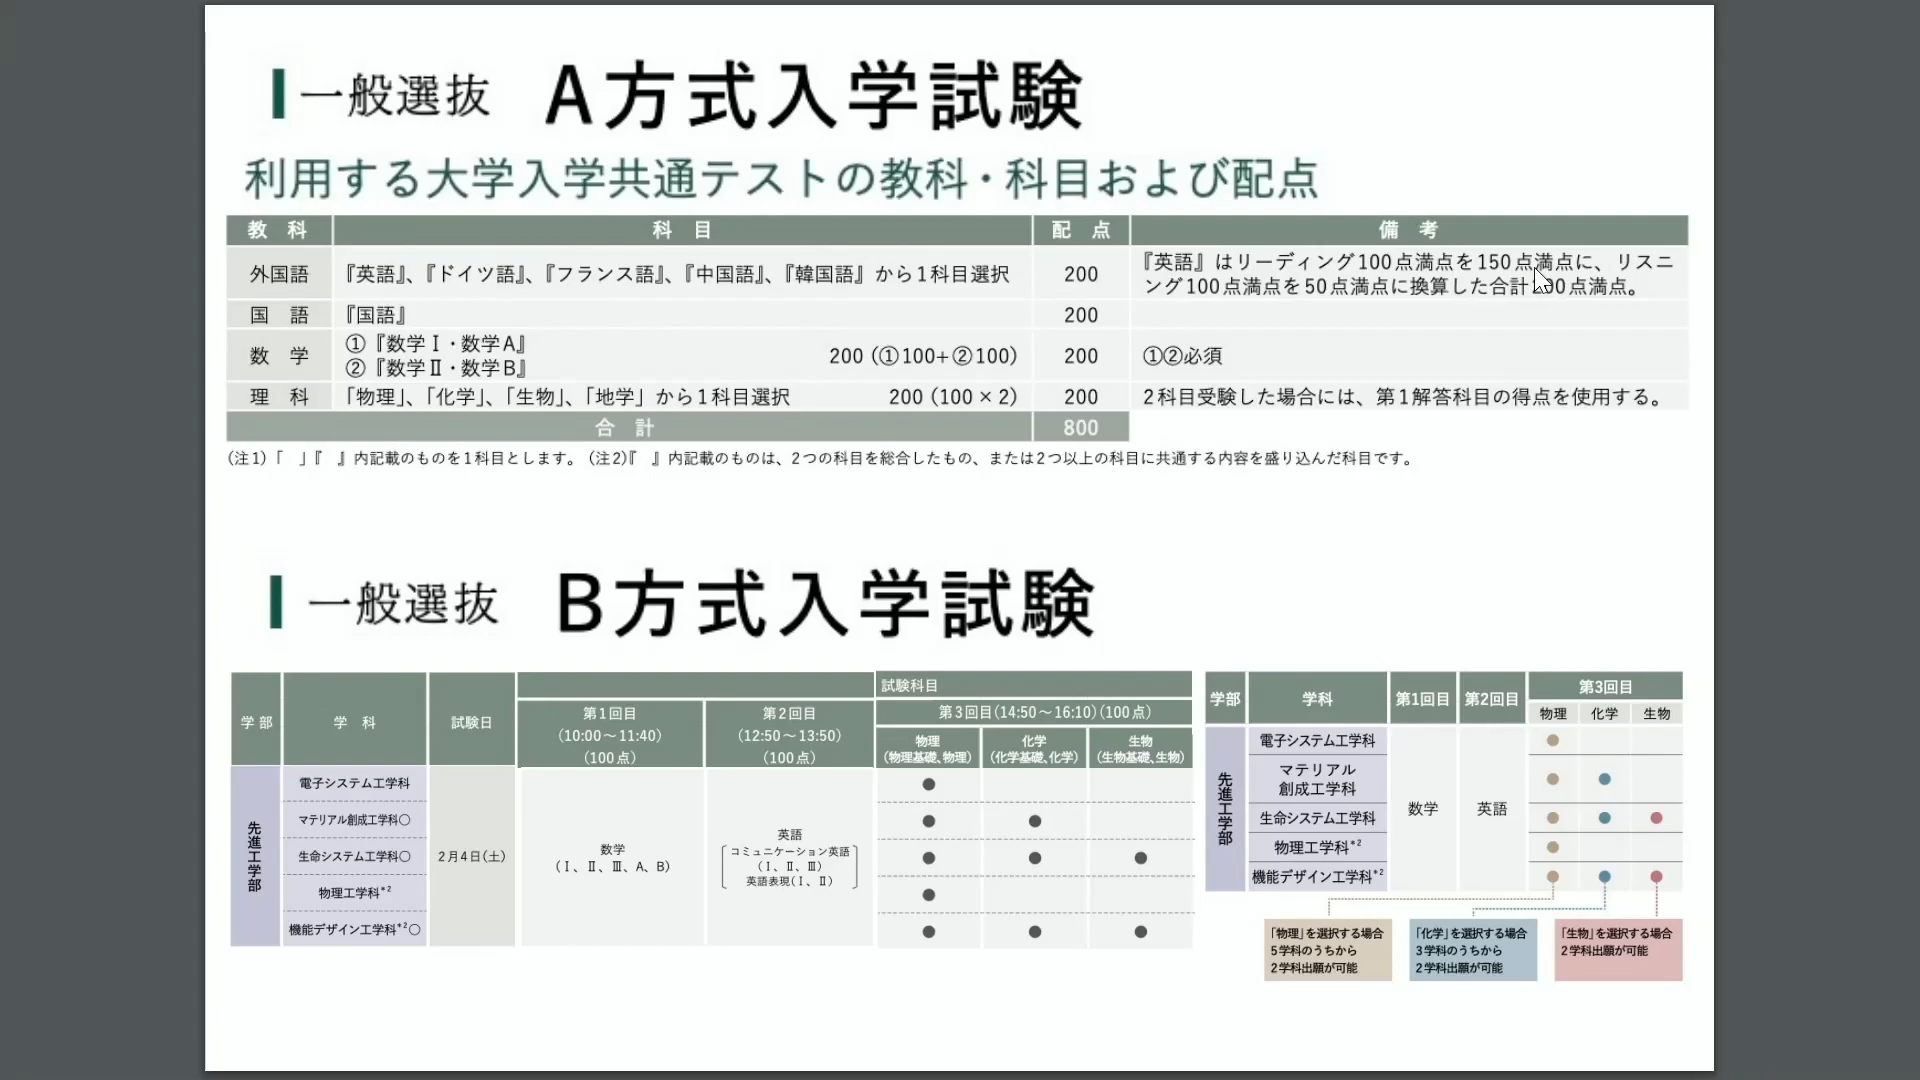 一般選抜 A方式入学試験
利用する大学入学共通テストの教科・科目および配点
教 科 科 目 配 点 備 考
外国語 『英語』、『ドイツ語』、『フランス語』、『中国語』、『韓国語』から1科目選択 200 『英語』はリーディング100点満点を150点満点に、リスニ
ング100点満点を50点満点に換算した合計200点満点。
国 語 『国語』 200
数 学 ①『数学Ⅰ・数学A』
②『数学Ⅱ・数学B』 200 (①100+②100) 200 ①②必須
理 科 「物理」、「化学」、「生物」、「地学」から1科目選択 200 (100 × 2) 200 2科目受験した場合には、第1解答科目の得点を使用する。
合 計 800
(注1)「 」『 』内記載のものを1科目とします。 (注2)『 』内記載のものは、2つの科目を総合したもの、または2つ以上の科目に共通する内容を盛り込んだ科目です。
一般選抜 B方式入学試験
学部 学 科 試験日 試験科目
第1回目
(10:00～11:40)
(100点)
第2回目
(12:50～13:50)
(100点)
第3回目(14:50～16:10)(100点)
物理
(物理基礎、物理)
化学
(化学基礎、化学)
生物
(生物基礎、生物)
先進工学部
電子システム工学科 ●
マテリアル創成工学科○ ● ●
生命システム工学科○ ● ● ●
物理工学科*2 ●
機能デザイン工学科*2○ ● ● ●
2月4日(土)
数学
(Ⅰ、Ⅱ、Ⅲ、A、B)
英語
コミュニケーション英語
(Ⅰ、Ⅱ、Ⅲ)
英語表現(Ⅰ、Ⅱ)
学部 学科 第1回目 第2回目 第3回目
物理 化学 生物
先進工学部
電子システム工学科 ●
マテリアル
創成工学科 ● ●
生命システム工学科 ● ● ●
物理工学科*2 ●
機能デザイン工学科*2 ● ● ●
数学
英語
「物理」を選択する場合
5学科のうちから
2学科出願が可能
「化学」を選択する場合
3学科のうちから
2学科出願が可能
「生物」を選択する場合
2学科出願が可能